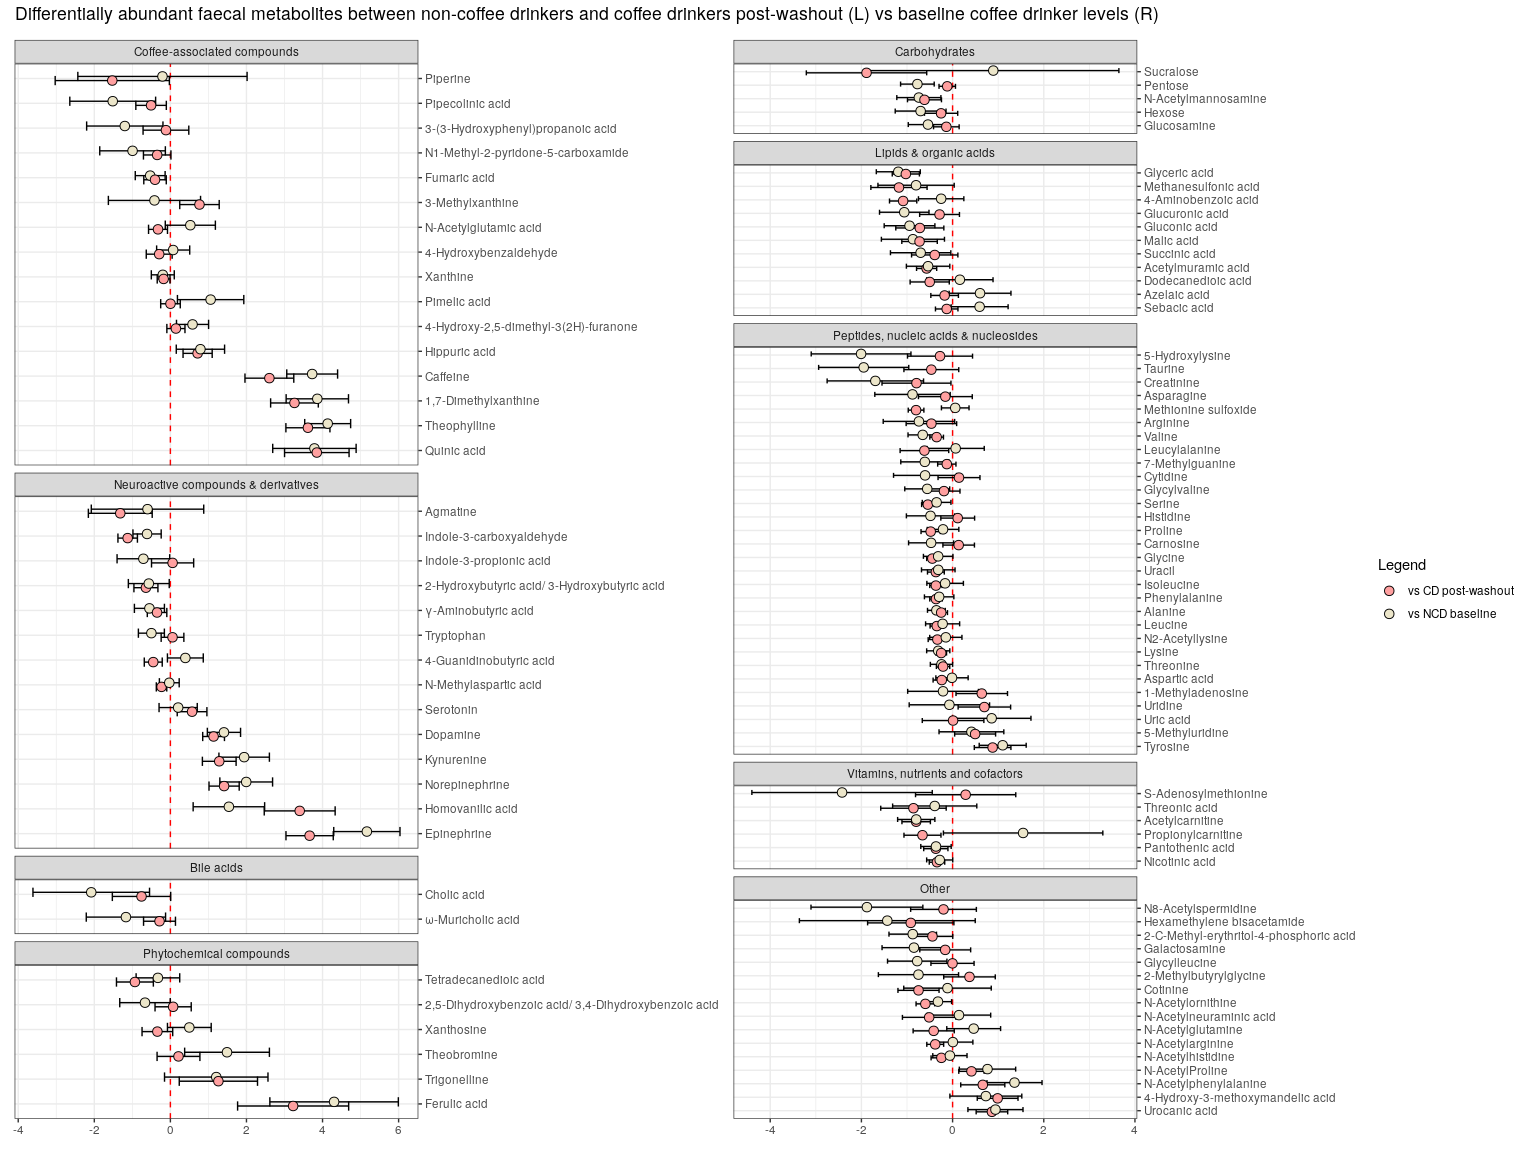 Differentially abundant faecal metabolites between non-coffee drinkers and coffee drinkers post-washout (L) vs baseline coffee drinker levels (R)
Coffee-associated compounds
Piperine
Pipecolinic acid
3-(3-Hydroxyphenyl)propanoic acid
N1-Methyl-2-pyridone-5-carboxamide
Fumaric acid
3-Methylxanthine
N-Acetylglutamic acid
4-Hydroxybenzaldehyde
Xanthine
Pimelic acid
4-Hydroxy-2,5-dimethyl-3(2H)-furanone
Hippuric acid
Caffeine
1,7-Dimethylxanthine
Theophylline
Quinic acid
Neuroactive compounds & derivatives
Agmatine
Indole-3-carboxyaldehyde
Indole-3-propionic acid
2-Hydroxybutyric acid/ 3-Hydroxybutyric acid
γ-Aminobutyric acid
Tryptophan
4-Guanidinobutyric acid
N-Methylaspartic acid
Serotonin
Dopamine
Kynurenine
Norepinephrine
Homovanilic acid
Epinephrine
Bile acids
Cholic acid
ω-Muricholic acid
Phytochemical compounds
Tetradecanedioic acid
2,5-Dihydroxybenzoic acid/ 3,4-Dihydroxybenzoic acid
Xanthosine
Theobromine
Trigonelline
Ferulic acid
-4 -2 0 2 4 6
Carbohydrates
Sucralose
Pentose
N-Acetylmannosamine
Hexose
Glucosamine
Lipids & organic acids
Glyceric acid
Methanesulfonic acid
4-Aminobenzoic acid
Glucuronic acid
Gluconic acid
Malic acid
Succinic acid
Acetylmuramic acid
Dodecanedioic acid
Azelaic acid
Sebacic acid
Peptides, nucleic acids & nucleosides
5-Hydroxylysine
Taurine
Creatinine
Asparagine
Methionine sulfoxide
Arginine
Valine
Leucylalanine
7-Methylguanine
Cytidine
Glycylvaline
Serine
Histidine
Proline
Carnosine
Glycine
Uracil
Isoleucine
Phenylalanine
Alanine
Leucine
N2-Acetyllysine
Lysine
Threonine
Aspartic acid
1-Methyladenosine
Uridine
Uric acid
5-Methyluridine
Tyrosine
Vitamins, nutrients and cofactors
S-Adenosylmethionine
Threonic acid
Acetylcarnitine
Propionylcarnitine
Pantothenic acid
Nicotinic acid
Other
N8-Acetylspermidine
Hexamethylene bisacetamide
2-C-Methyl-erythritol-4-phosphoric acid
Galactosamine
Glycylleucine
2-Methylbutyrylglycine
Cotinine
N-Acetylornithine
N-Acetylneuraminic acid
N-Acetylglutamine
N-Acetylarginine
N-Acetylhistidine
N-AcetylProline
N-Acetylphenylalanine
4-Hydroxy-3-methoxymandelic acid
Urocanic acid
-4 -2 0 2 4
Legend
vs CD post-washout
vs NCD baseline